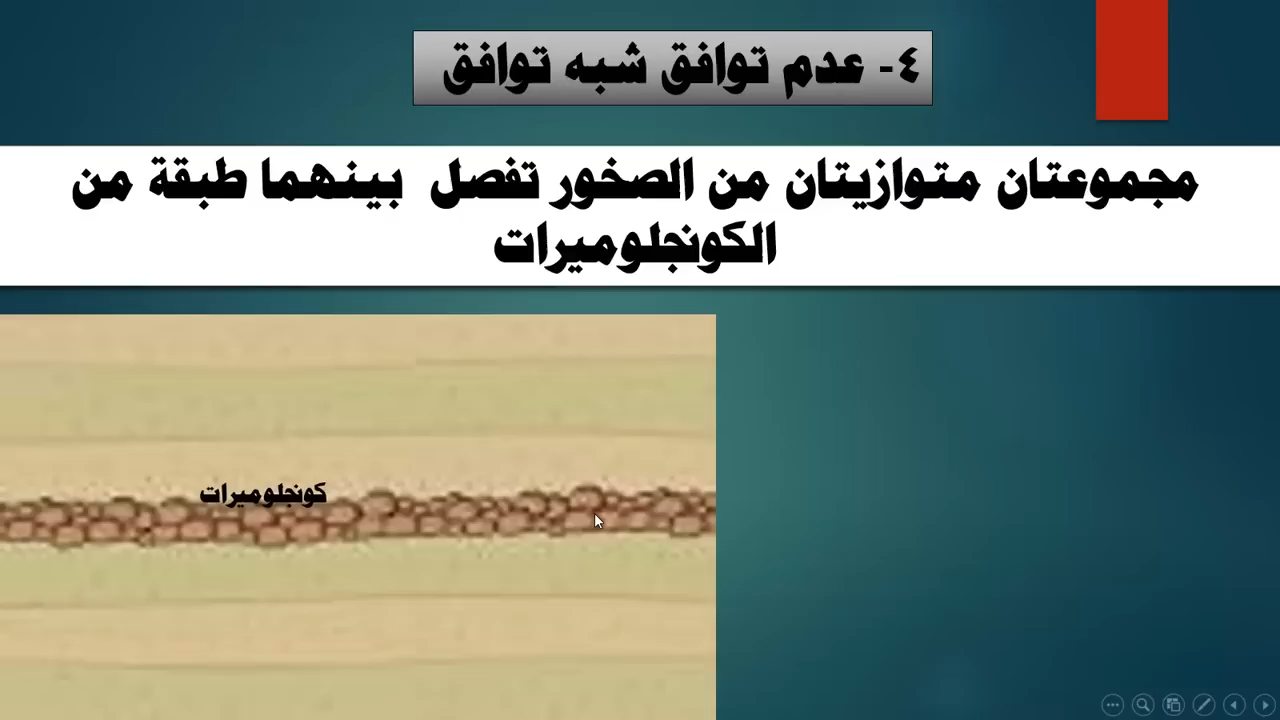 ٤- عدم توافق شبه توافق
مجموعتان متوازيتان من الصخور تفصل بينهما طبقة من
الكونجلوميرات
كونجلوميرات